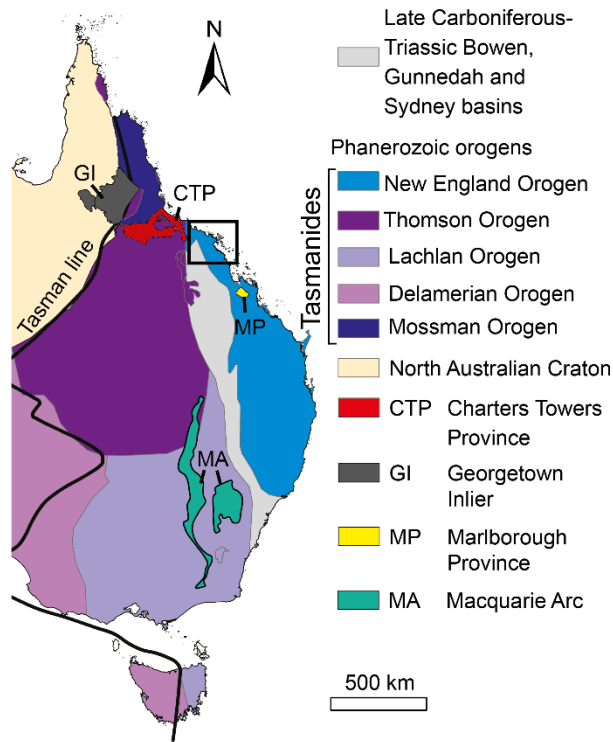 N
GI
CTP
Tasman line
MP
MA
Late Carboniferous-
Triassic Bowen,
Gunnedah and
Sydney basins
Phanerozoic orogens
Tasmanides
New England Orogen
Thomson Orogen
Lachlan Orogen
Delamerian Orogen
Mossman Orogen
North Australian Craton
CTP Charters Towers
Province
GI Georgetown
Inlier
MP Marlborough
Province
MA Macquarie Arc
500 km